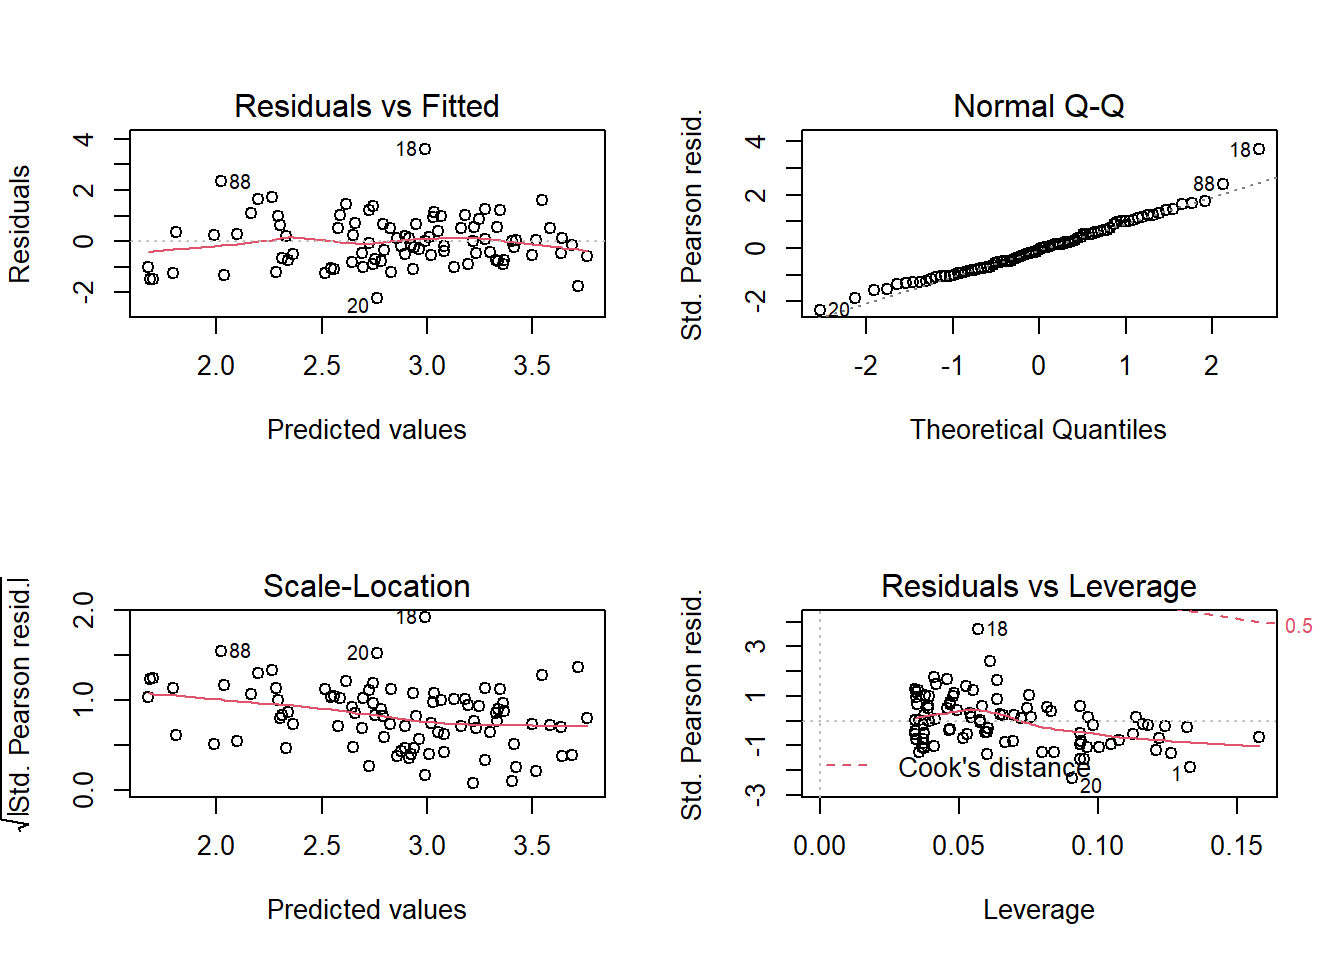 Residuals vs Fitted
Residuals
4
2
0
-2
18
88
20
2.0 2.5 3.0 3.5
Predicted values
Normal Q-Q
Std. Pearson resid.
4
2
0
-2
18
88
20
-2 -1 0 1 2
Theoretical Quantiles
Scale-Location
√|Std. Pearson resid.|
2.0
1.0
0.0
18
88
20
2.0 2.5 3.0 3.5
Predicted values
Residuals vs Leverage
Std. Pearson resid.
3
1
-1
-3
18
0.5
Cook's distance
1
20
0.00 0.05 0.10 0.15
Leverage